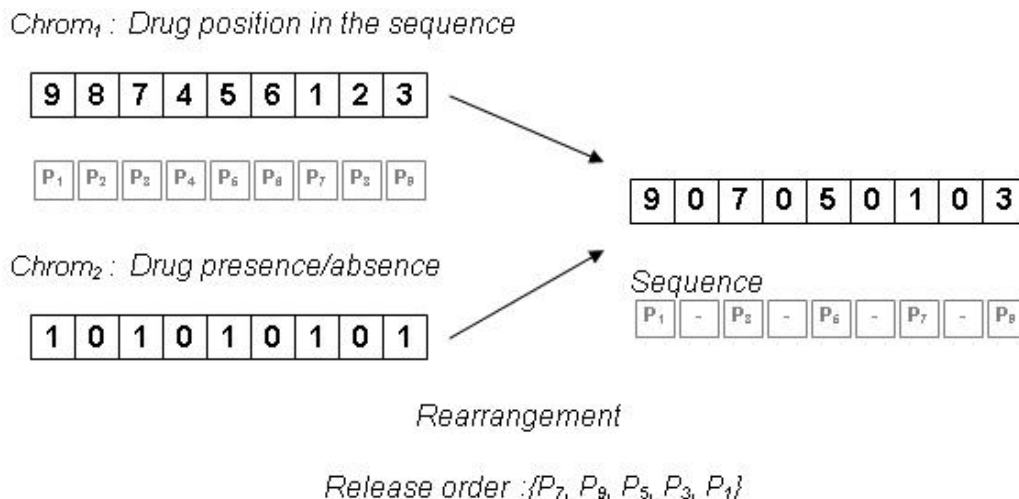 Chrom₁ : Drug position in the sequence
9 8 7 4 5 6 1 2 3
P₁ P₂ P₃ P₄ P₅ P₆ P₇ P₈ P₉
9 0 7 0 5 0 1 0 3
Chrom₂ : Drug presence/absence
Sequence
1 0 1 0 1 0 1 0 1
P₁ - P₃ - P₅ - P₇ - P₉
Rearrangement
Release order :{P₇, P₉, P₅, P₃, P₁}